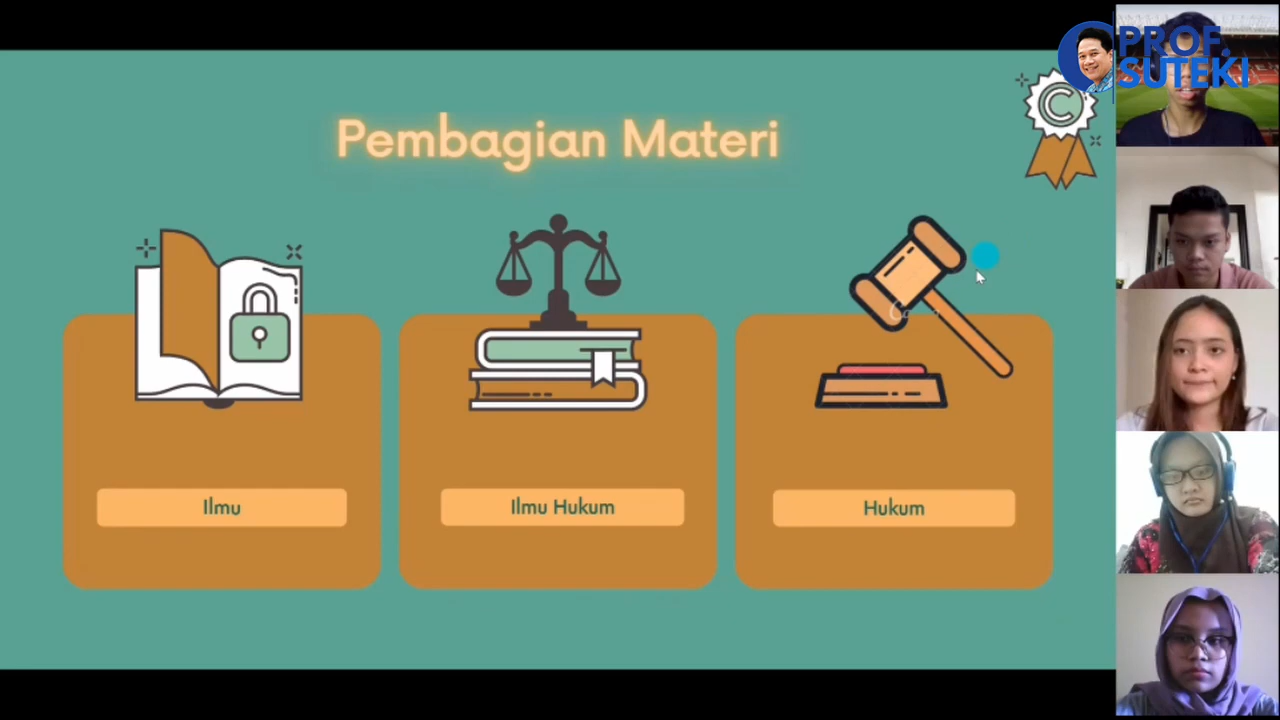 PROF.
SUTEKI
Pembagian Materi
Ilmu
Ilmu Hukum
Hukum